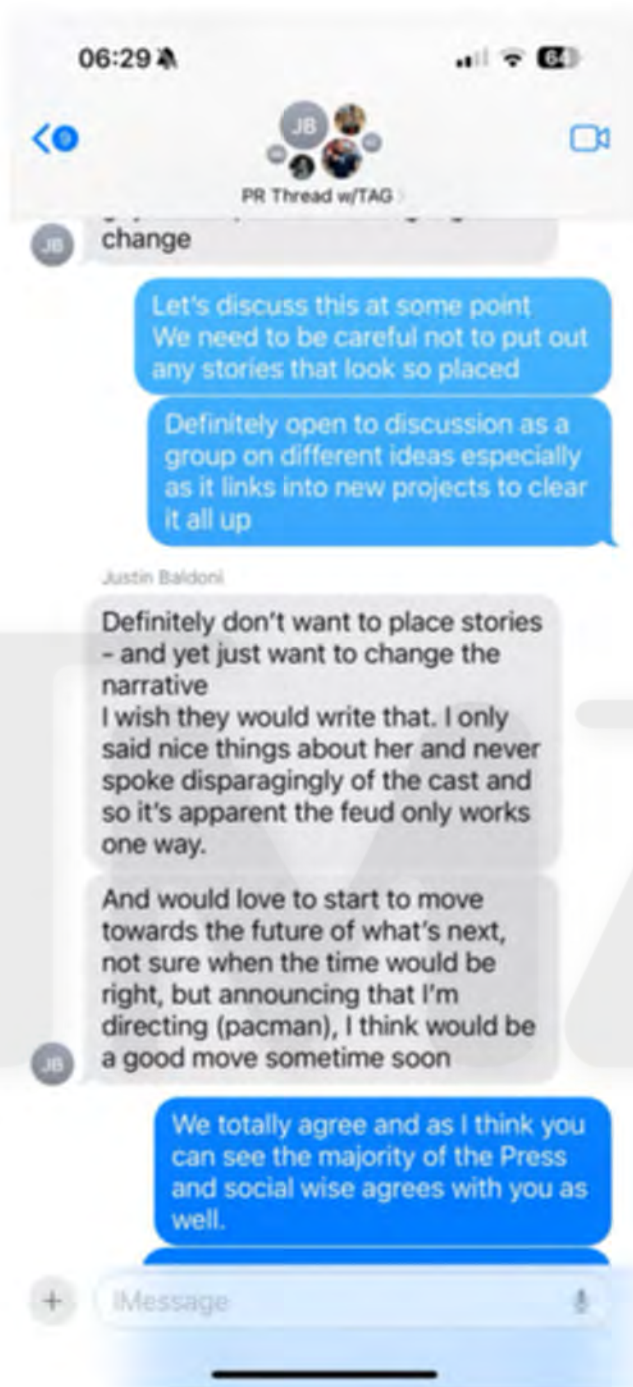 06:29
64
9
JB
PR Thread w/TAG
change
JB
Let's discuss this at some point
We need to be careful not to put out
any stories that look so placed
Definitely open to discussion as a
group on different ideas especially
as it links into new projects to clear
it all up
Justin Baldoni
Definitely don't want to place stories
– and yet just want to change the
narrative
I wish they would write that. I only
said nice things about her and never
spoke disparagingly of the cast and
so it's apparent the feud only works
one way.
And would love to start to move
towards the future of what's next,
not sure when the time would be
right, but announcing that I'm
directing (pacman), I think would be
a good move sometime soon
JB
We totally agree and as I think you
can see the majority of the Press
and social wise agrees with you as
well.
iMessage